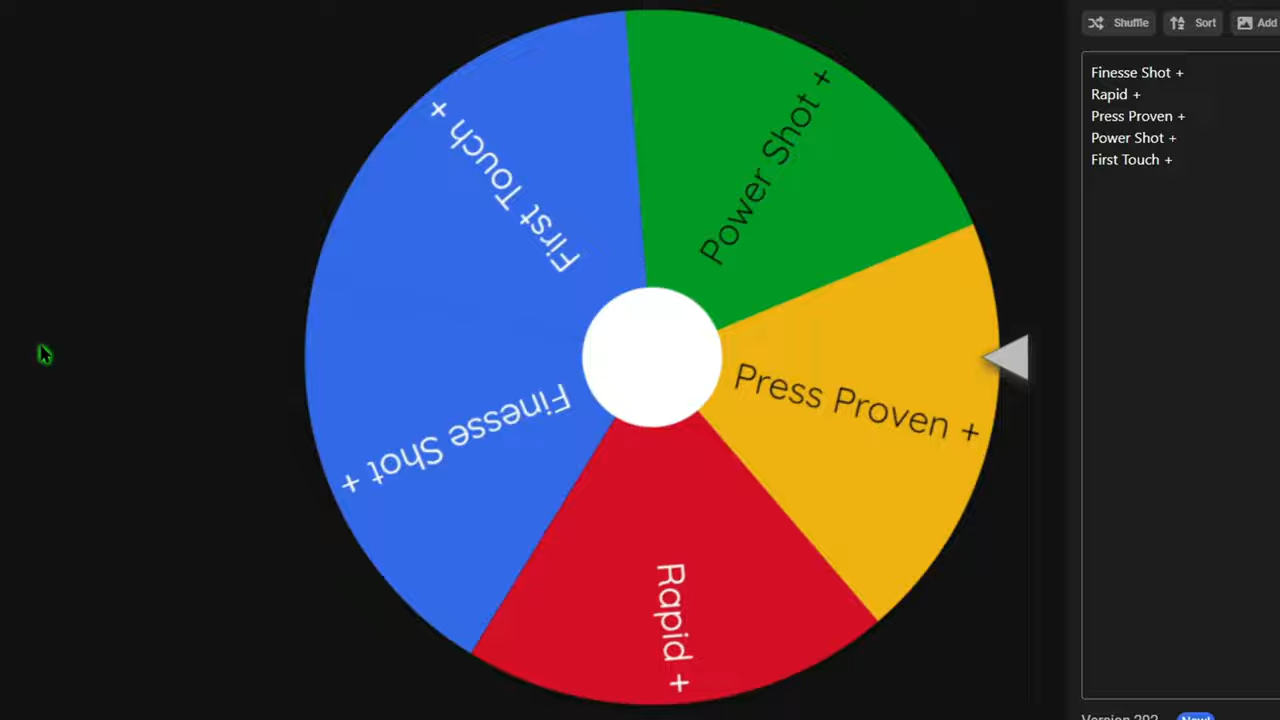 Shuffle
Sort
Add
Finesse Shot +
Rapid +
Press Proven +
Power Shot +
First Touch +
First Touch +
Power Shot +
Press Proven +
Finesse Shot +
Rapid +
New!